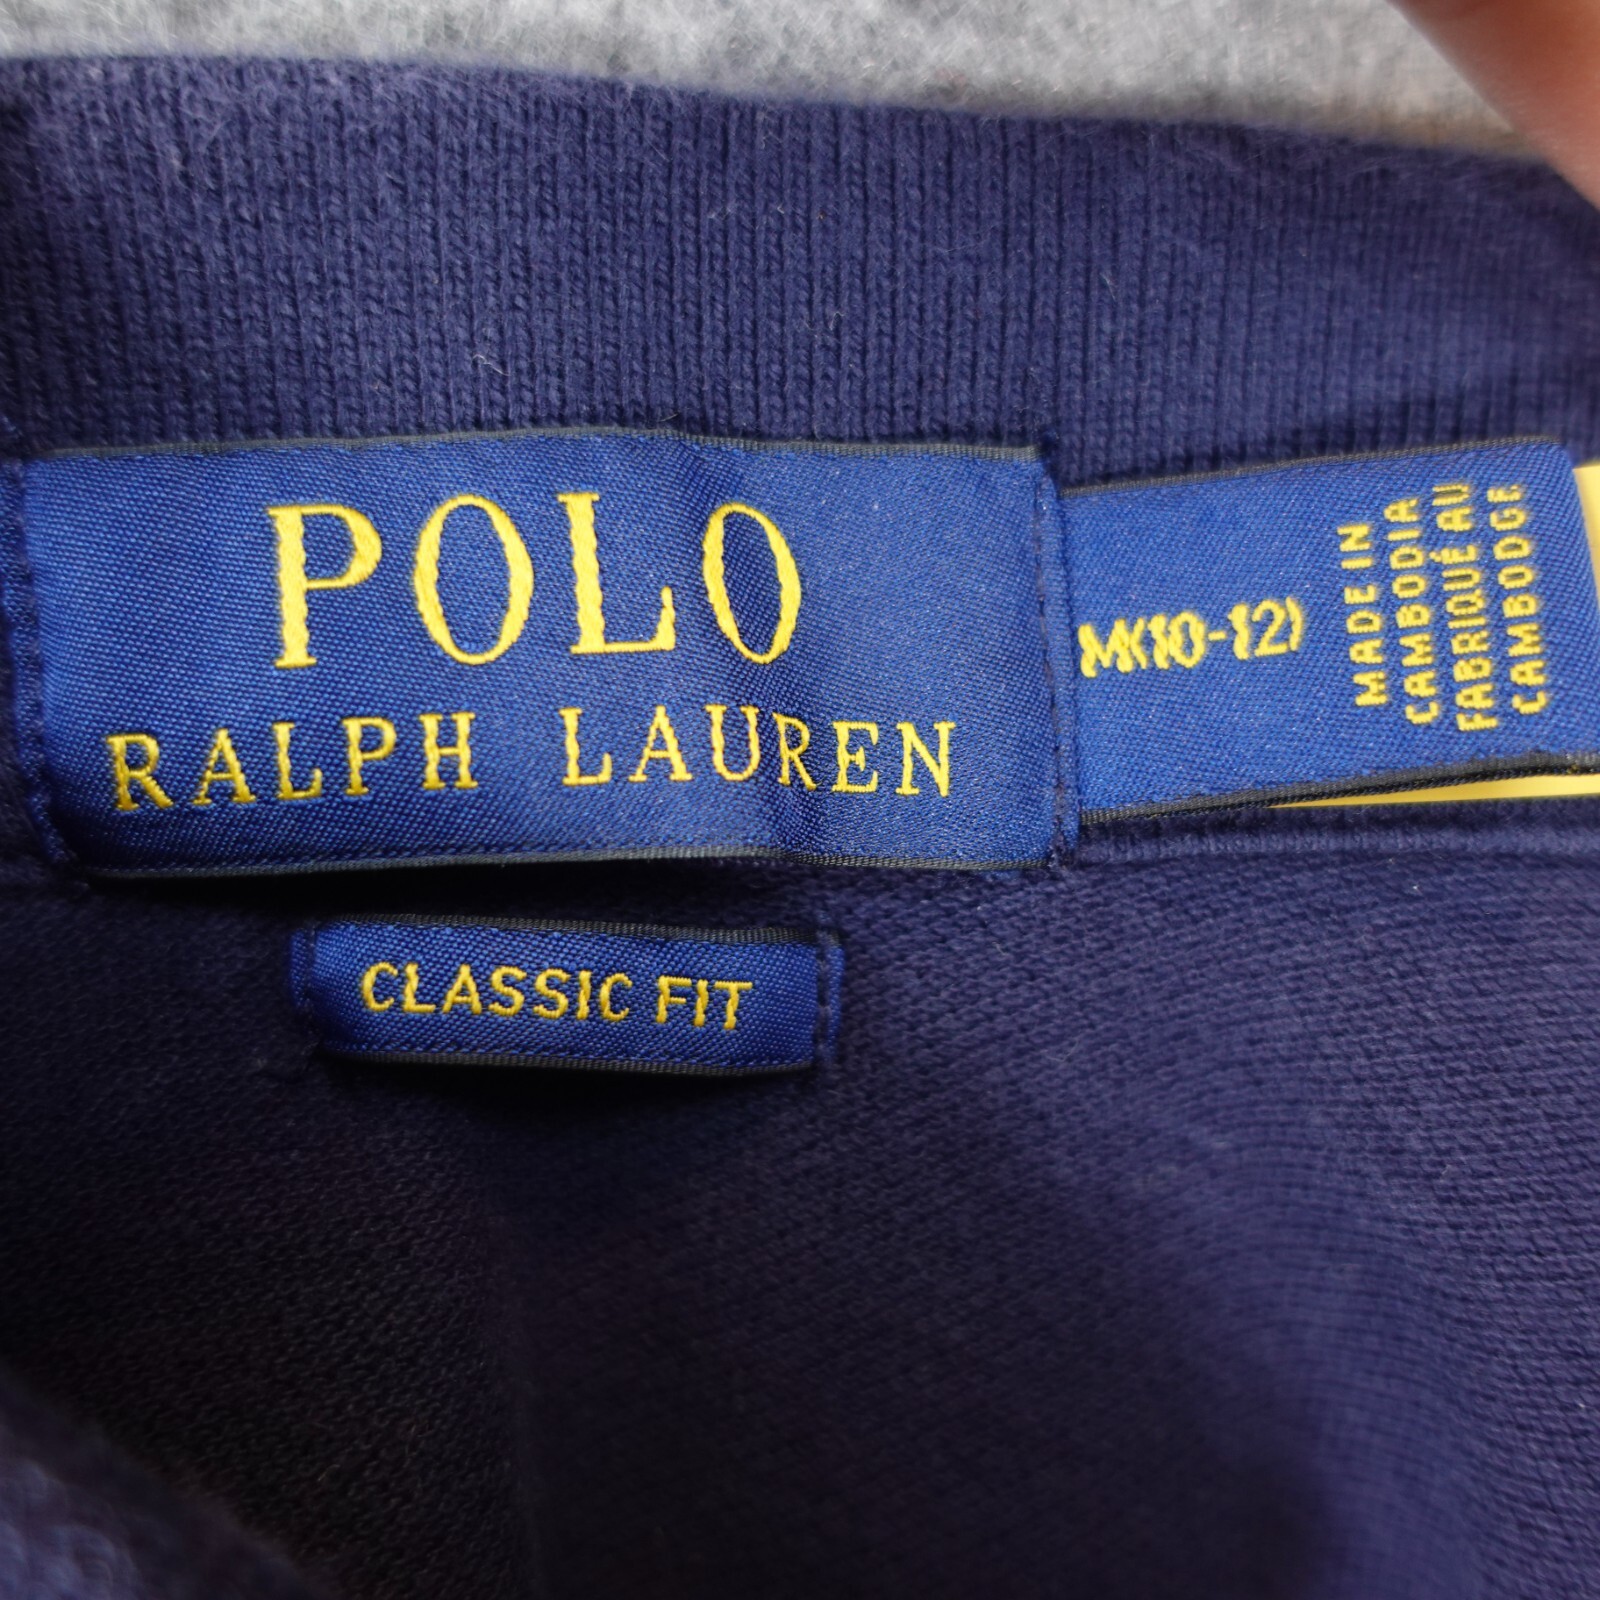 POLO
RALPH LAUREN
M(10-12)
MADE IN
CAMBODIA
FABRIQUÉ AU
CAMBODGE
CLASSIC FIT